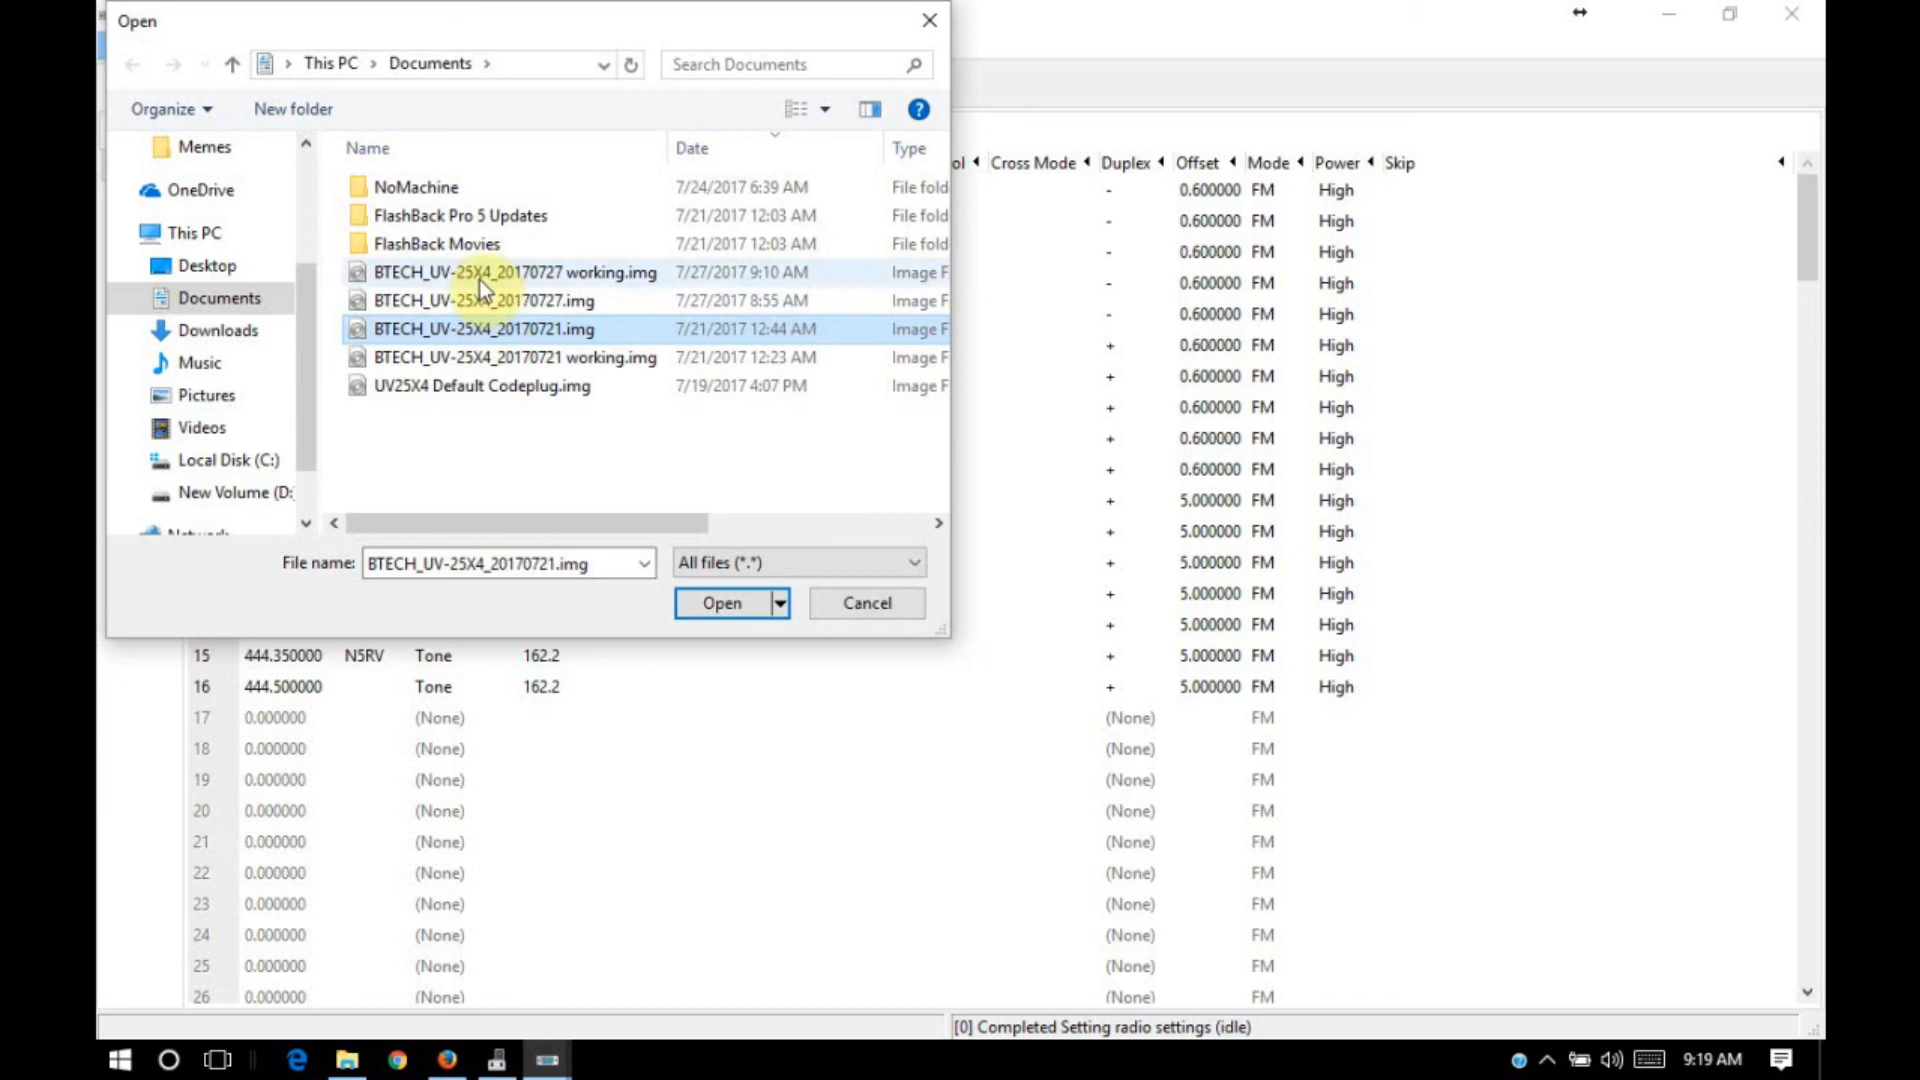 Open
This PC > Documents >
Search Documents
Organize
New folder
Memes
OneDrive
This PC
Desktop
Documents
Downloads
Music
Pictures
Videos
Local Disk (C:)
New Volume (D:
Name Date Type
NoMachine 7/24/2017 6:39 AM File fold
FlashBack Pro 5 Updates 7/21/2017 12:03 AM File fold
FlashBack Movies 7/21/2017 12:03 AM File fold
BTECH_UV-25X4_20170727 working.img 7/27/2017 9:10 AM Image F
BTECH_UV-25X4_20170727.img 7/27/2017 8:55 AM Image F
BTECH_UV-25X4_20170721.img 7/21/2017 12:44 AM Image F
BTECH_UV-25X4_20170721 working.img 7/21/2017 12:23 AM Image F
UV25X4 Default Codeplug.img 7/19/2017 4:07 PM Image F
File name: BTECH_UV-25X4_20170721.img All files (*.*)
Open Cancel
ol Cross Mode Duplex Offset Mode Power Skip
- 0.600000 FM High
- 0.600000 FM High
- 0.600000 FM High
- 0.600000 FM High
- 0.600000 FM High
+ 0.600000 FM High
+ 0.600000 FM High
+ 0.600000 FM High
+ 0.600000 FM High
+ 0.600000 FM High
+ 5.000000 FM High
+ 5.000000 FM High
+ 5.000000 FM High
+ 5.000000 FM High
+ 5.000000 FM High
15 444.350000 N5RV Tone 162.2 + 5.000000 FM High
16 444.500000 Tone 162.2 + 5.000000 FM High
17 0.000000 (None) (None) FM
18 0.000000 (None) (None) FM
19 0.000000 (None) (None) FM
20 0.000000 (None) (None) FM
21 0.000000 (None) (None) FM
22 0.000000 (None) (None) FM
23 0.000000 (None) (None) FM
24 0.000000 (None) (None) FM
25 0.000000 (None) (None) FM
26 0.000000 (None) (None) FM
[0] Completed Setting radio settings (idle)
9:19 AM